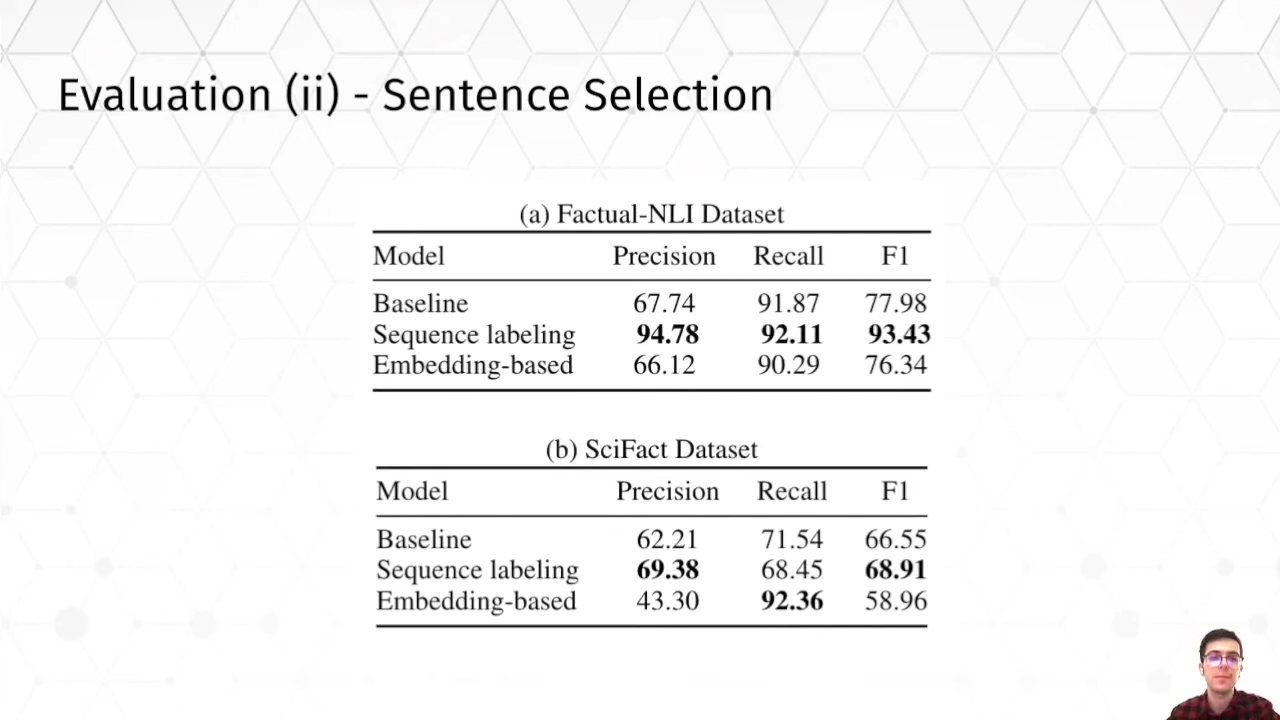 Evaluation (ii) - Sentence Selection
(a) Factual-NLI Dataset
Model Precision Recall F1
Baseline 67.74 91.87 77.98
Sequence labeling 94.78 92.11 93.43
Embedding-based 66.12 90.29 76.34
(b) SciFact Dataset
Model Precision Recall F1
Baseline 62.21 71.54 66.55
Sequence labeling 69.38 68.45 68.91
Embedding-based 43.30 92.36 58.96